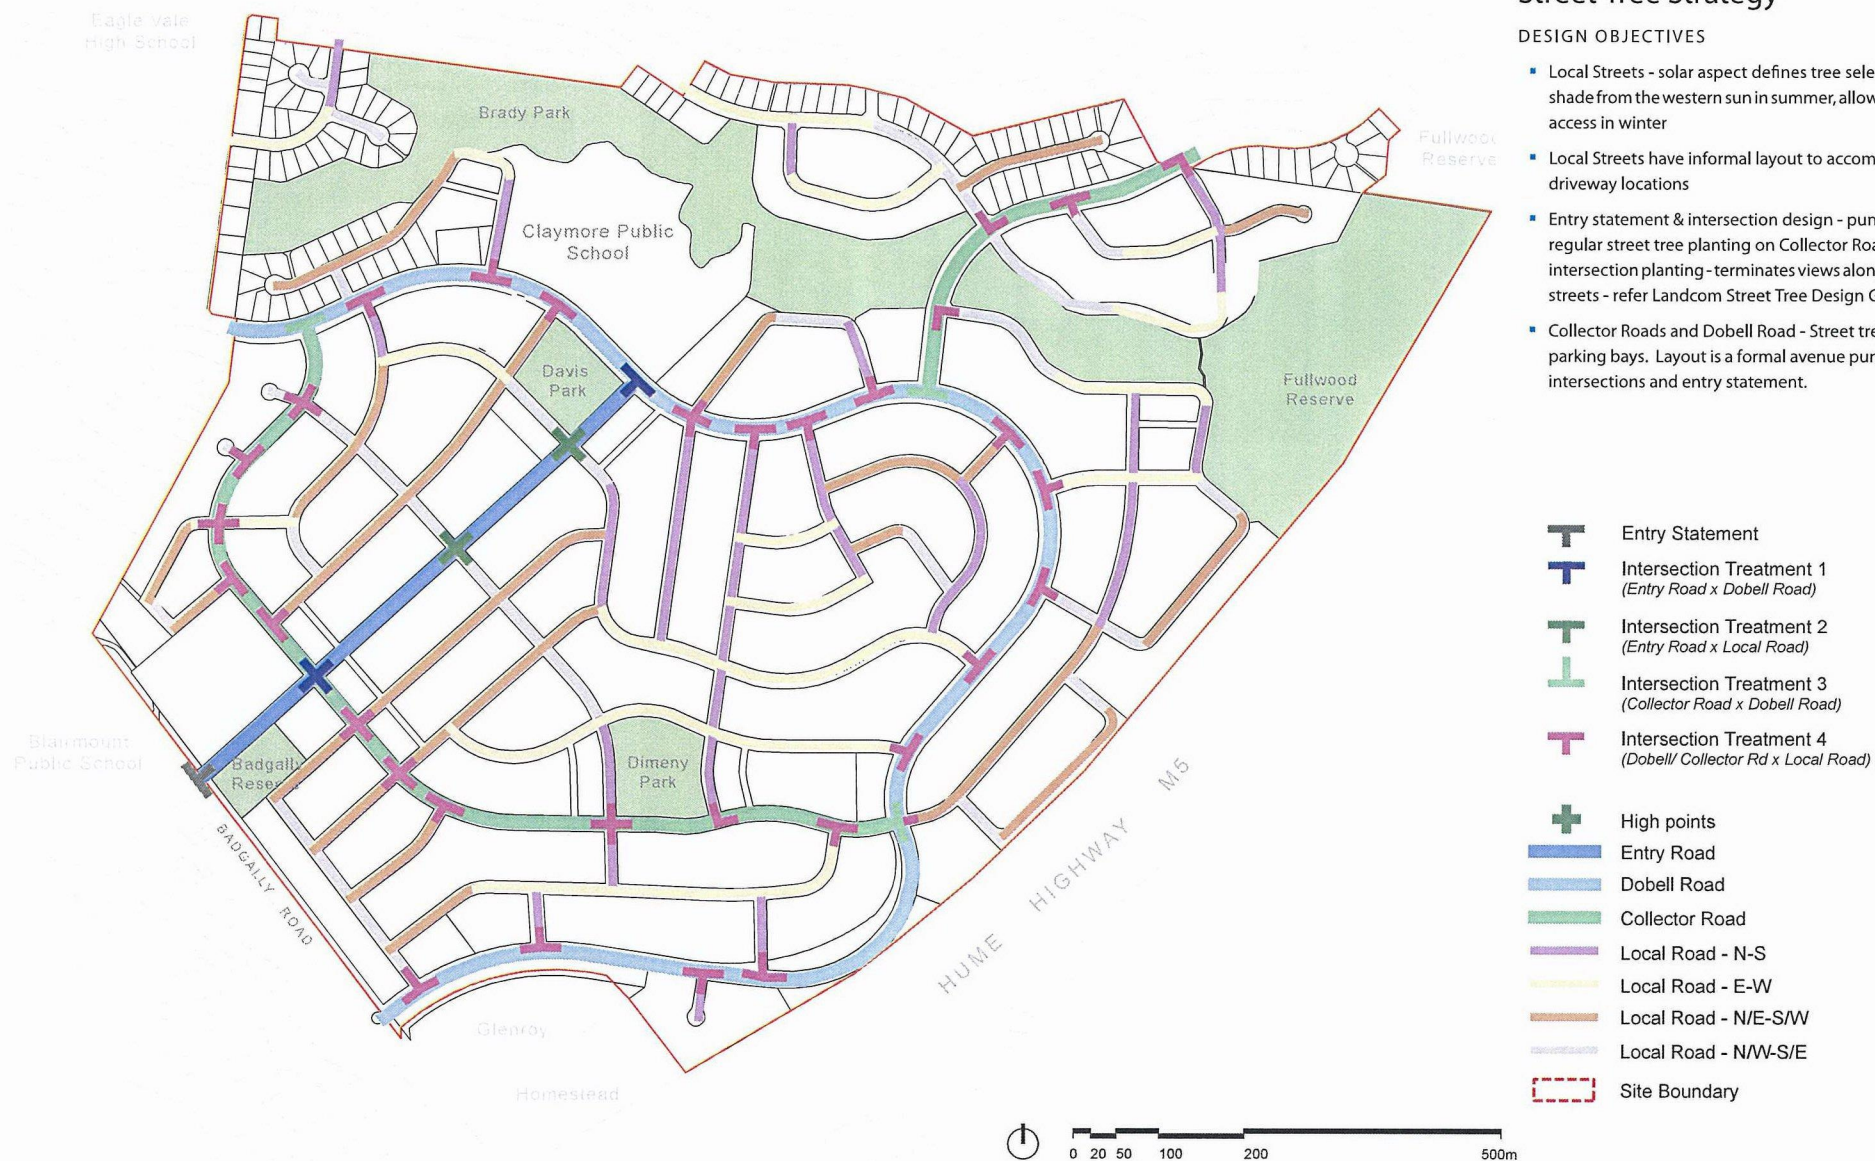 Street Tree Strategy
DESIGN OBJECTIVES
Local Streets - solar aspect defines tree sele
shade from the western sun in summer, allow
access in winter
Local Streets have informal layout to accom
driveway locations
Entry statement & intersection design - pun
regular street tree planting on Collector Roa
intersection planting - terminates views alon
streets - refer Landcom Street Tree Design G
Collector Roads and Dobell Road - Street tre
parking bays. Layout is a formal avenue pun
intersections and entry statement.
Eagle vale
High School
Brady Park
Claymore Public
School
Fullwood
Reserve
Davis
Park
Fullwood
Reserve
Blairmount
Public School
Badgally
Reserve
Dimeny
Park
BADGALLY ROAD
HUME HIGHWAY M5
Glenroy
Homestead
Entry Statement
Intersection Treatment 1
(Entry Road x Dobell Road)
Intersection Treatment 2
(Entry Road x Local Road)
Intersection Treatment 3
(Collector Road x Dobell Road)
Intersection Treatment 4
(Dobell/ Collector Rd x Local Road)
High points
Entry Road
Dobell Road
Collector Road
Local Road - N-S
Local Road - E-W
Local Road - N/E-S/W
Local Road - N/W-S/E
Site Boundary
0 20 50 100 200 500m